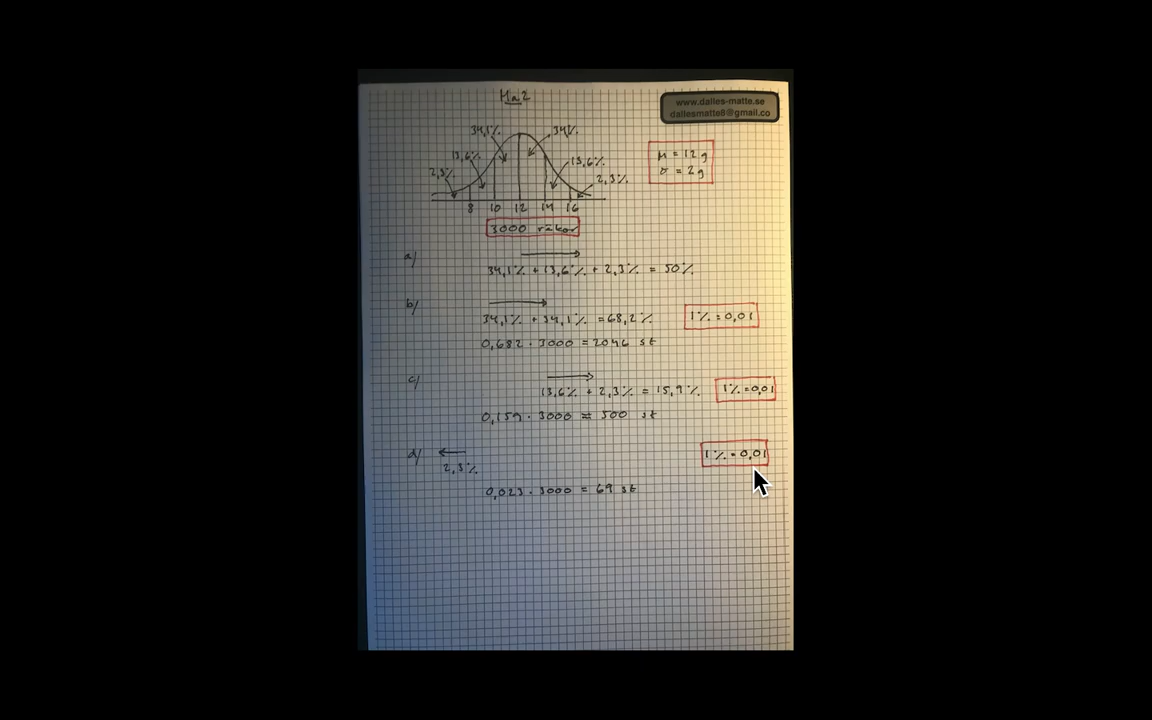 Ma2
www.dalles-matte.se
dallesmatte8@gmail.co
34,1% 34%
13,6% 13,6%
2,3% 2,3%
μ = 12 g
σ = 2 g
8 10 12 14 16
3000 räkor
a/
34,1% + 13,6% + 2,3% = 50%
b/
34,1% + 34,1% = 68,2% 1% = 0,01
0,682 · 3000 = 2046 st
c/
13,6% + 2,3% = 15,9% 1% = 0,01
0,159 · 3000 ≈ 500 st
d/ 1% = 0,01
2,3%
0,023 · 3000 = 69 st